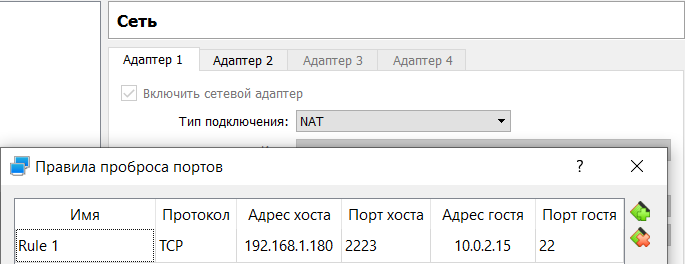 Сеть
Адаптер 1 Адаптер 2 Адаптер 3 Адаптер 4
Включить сетевой адаптер
Тип подключения: NAT
Правила проброса портов ?
Имя Протокол Адрес хоста Порт хоста Адрес гостя Порт гостя
Rule 1 TCP 192.168.1.180 2223 10.0.2.15 22